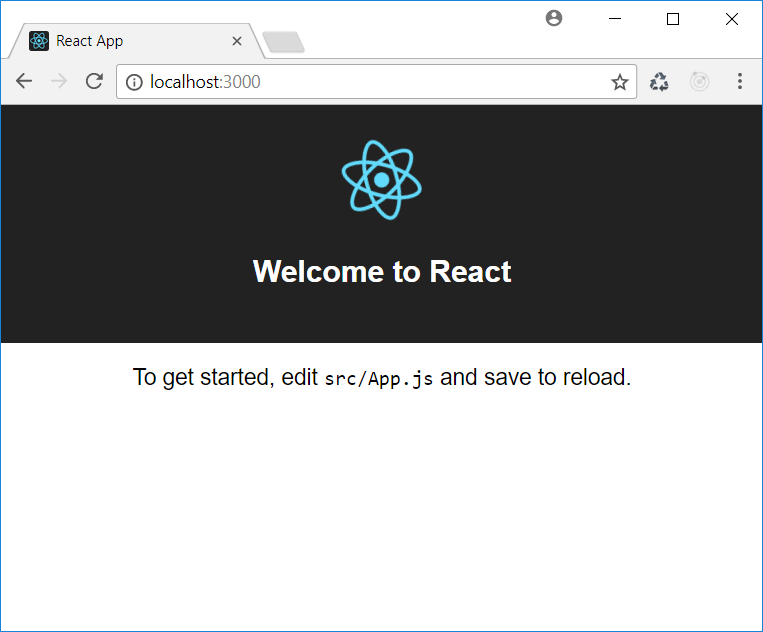 React App
localhost:3000
Welcome to React
To get started, edit src/App.js and save to reload.